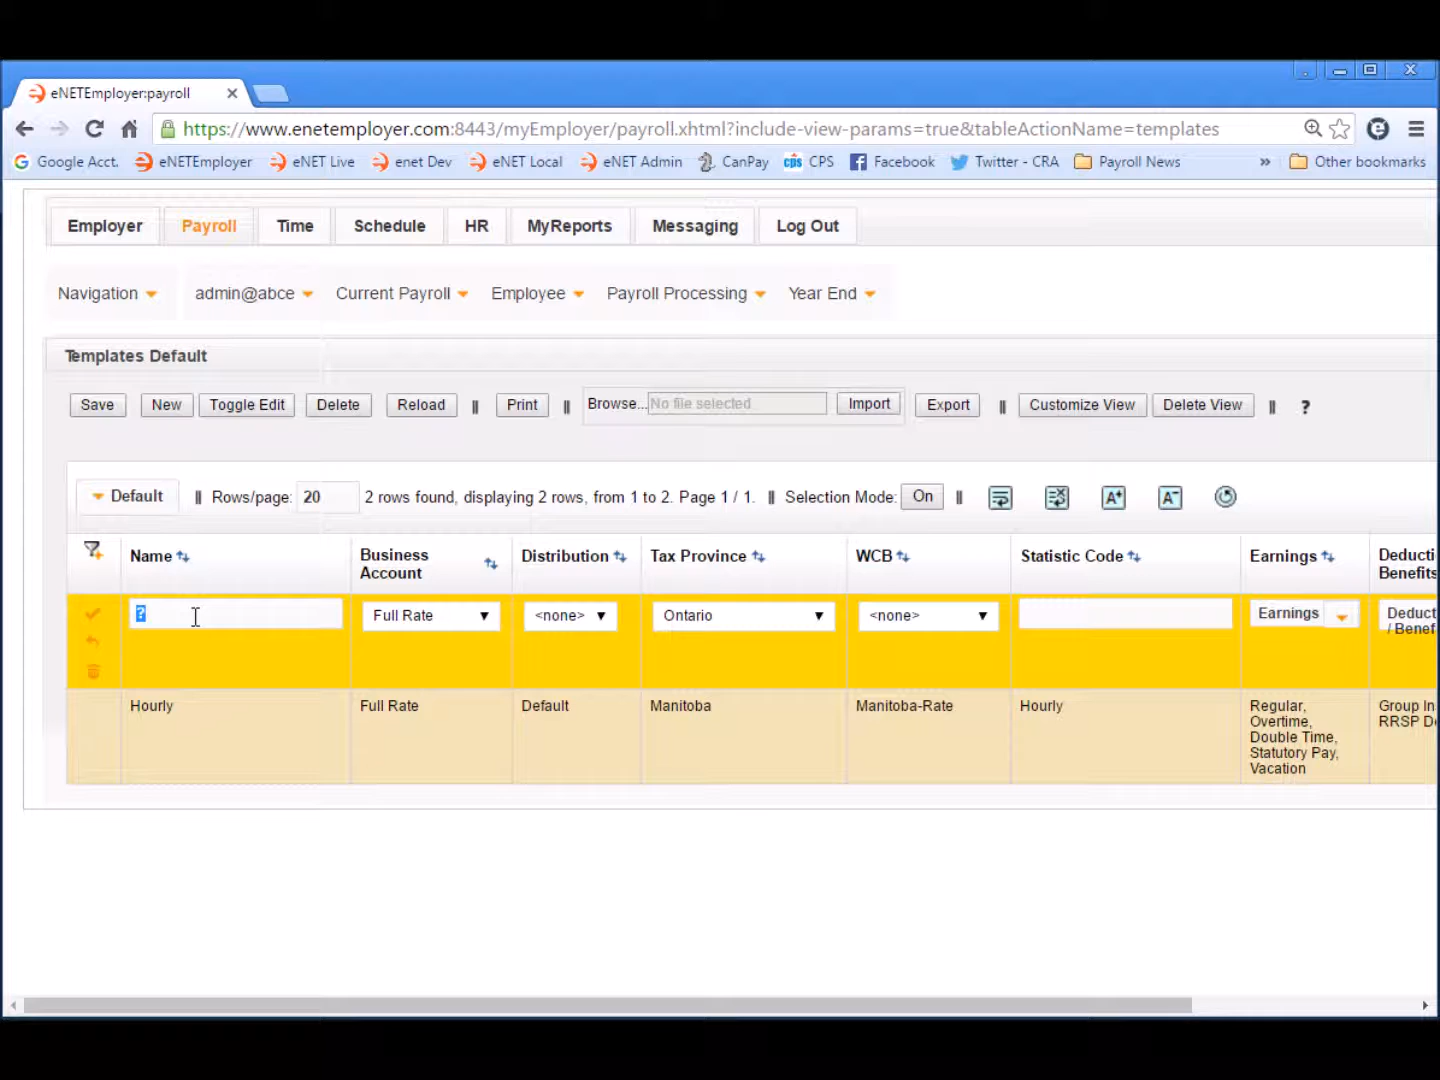 eNETEmployer:payroll
https://www.enetemployer.com:8443/myEmployer/payroll.xhtml?include-view-params=true&tableActionName=templates
Google Acct. eNETEmployer eNET Live enet Dev eNET Local eNET Admin CanPay cps CPS Facebook Twitter - CRA Payroll News » Other bookmarks
Employer Payroll Time Schedule HR MyReports Messaging Log Out
Navigation admin@abce Current Payroll Employee Payroll Processing Year End
Templates Default
Save New Toggle Edit Delete Reload || Print || Browse... No file selected Import Export || Customize View Delete View || ?
Default || Rows/page: 20 2 rows found, displaying 2 rows, from 1 to 2. Page 1 / 1. || Selection Mode: On || A+ A-
Name Business Account Distribution Tax Province WCB Statistic Code Earnings Deducti Benefits
? Full Rate <none> Ontario <none> Earnings Deduct / Benef
Hourly Full Rate Default Manitoba Manitoba-Rate Hourly Regular, Group In
Overtime, RRSP D
Double Time,
Statutory Pay,
Vacation